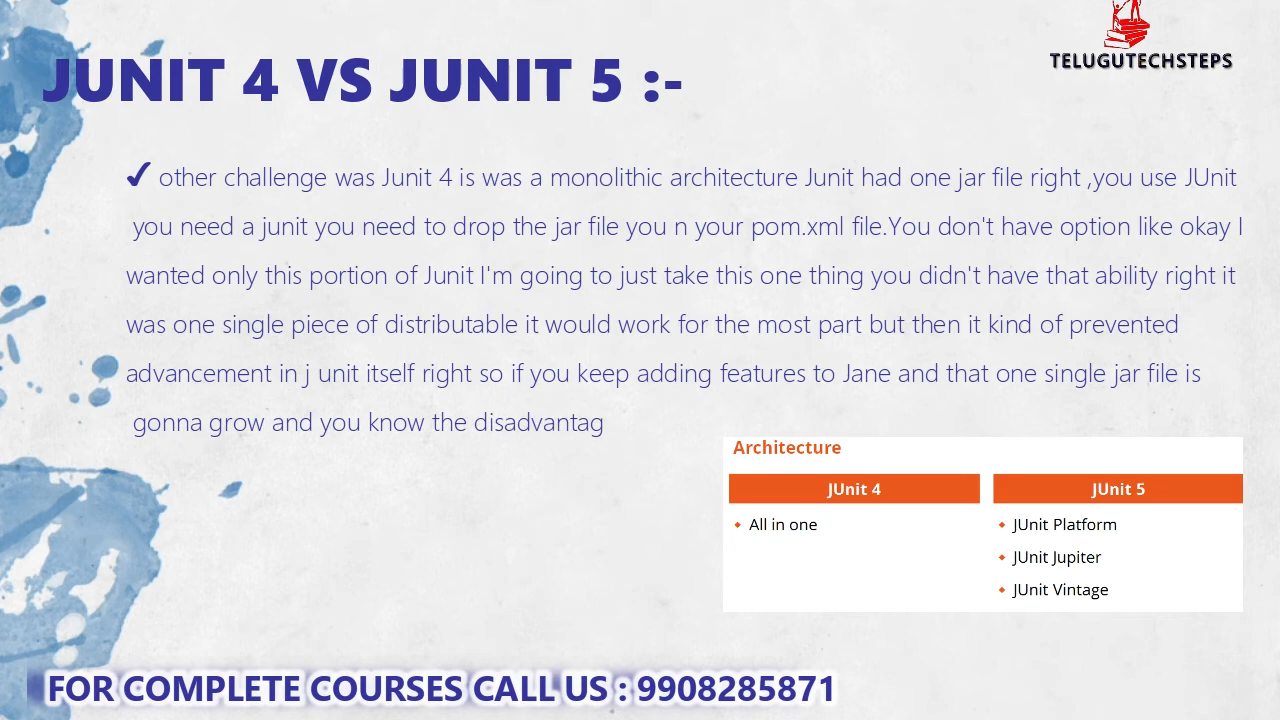 TELUGUTECHSTEPS
JUNIT 4 VS JUNIT 5 :-
✓ other challenge was Junit 4 is was a monolithic architecture Junit had one jar file right ,you use JUnit
you need a junit you need to drop the jar file you n your pom.xml file.You don't have option like okay I
wanted only this portion of Junit I'm going to just take this one thing you didn't have that ability right it
was one single piece of distributable it would work for the most part but then it kind of prevented
advancement in j unit itself right so if you keep adding features to Jane and that one single jar file is
gonna grow and you know the disadvantag
Architecture
JUnit 4 JUnit 5
All in one JUnit Platform
JUnit Jupiter
JUnit Vintage
FOR COMPLETE COURSES CALL US : 9908285871